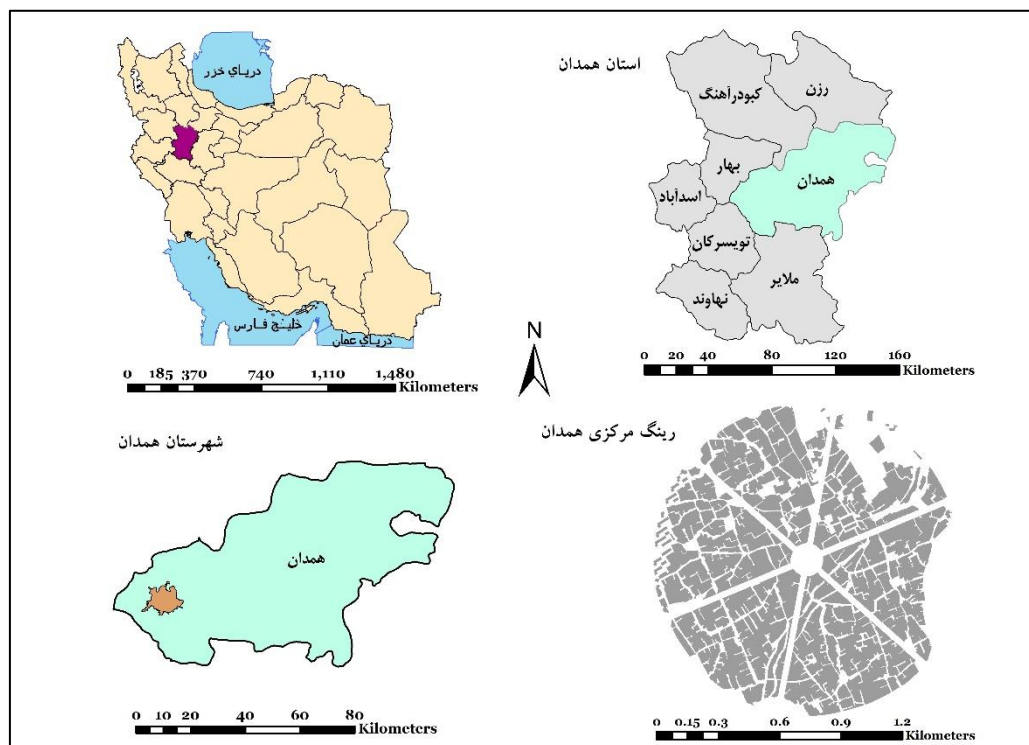 دریای خزر
خلیج فارس
دریای عمان
0 185 370 740 1,110 1,480
Kilometers
استان همدان
رزن
کبودرآهنگ
بهار
همدان
اسدآباد
تویسرکان
ملایر
نهاوند
0 20 40 80 120 160
Kilometers
N
شهرستان همدان
همدان
0 10 20 40 60 80
Kilometers
رینگ مرکزی همدان
0 0.15 0.3 0.6 0.9 1.2
Kilometers